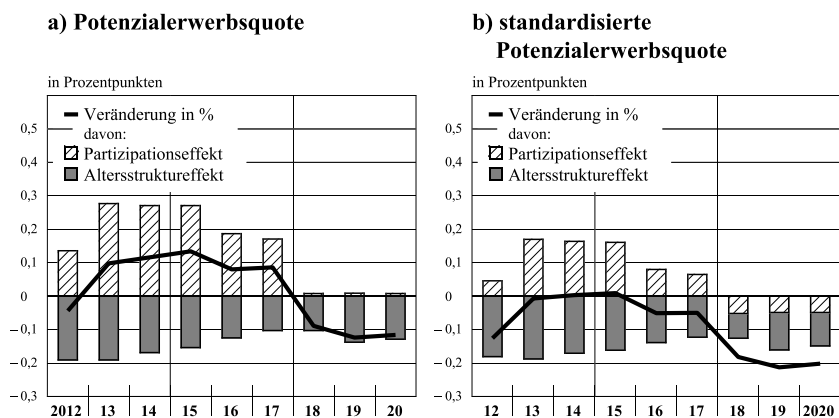 a) Potenzialerwerbsquote
in Prozentpunkten
Veränderung in %
davon:
Partizipationseffekt
Altersstruktureffekt
0,5
0,4
0,3
0,2
0,1
0
– 0,1
– 0,2
– 0,3
2012 13 14 15 16 17 18 19 20
b) standardisierte
Potenzialerwerbsquote
in Prozentpunkten
Veränderung in %
davon:
Partizipationseffekt
Altersstruktureffekt
0,5
0,4
0,3
0,2
0,1
0
– 0,1
– 0,2
– 0,3
12 13 14 15 16 17 18 19 2020